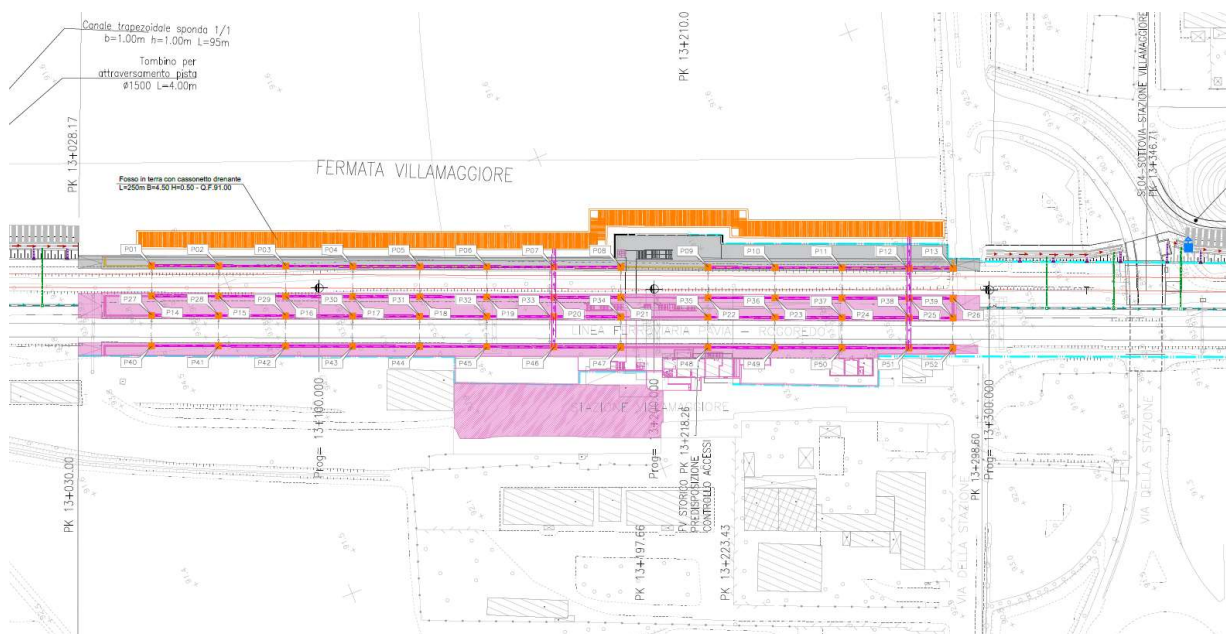 Canale trapezoidale sponda 1/1
b=1.00m h=1.00m L=95m
Tombino per
attraversamento pista
ø1500 L=4.00m
PK 13+028.17
PK 13+210.0
SL04-SOTTOVIA-STAZIONE VILLAMAGGIORE
PK 13+346.71
FERMATA VILLAMAGGIORE
Fosso in terra con cassonetto drenante
L=250m B=4.50 H=0.50 - Q.F.91.00
P01 P02 P03 P04 P05 P06 P07 P08 P09 P10 P11 P12 P13
P27 P28 P29 P30 P31 P32 P33 P34 P35 P36 P37 P38 P39
P14 P15 P16 P17 P18 P19 P20 P21 P22 P23 P24 P25 P26
LINEA FERROVIARIA PAVIA - ROGOREDO
P40 P41 P42 P43 P44 P45 P46 P47 P48 P49 P50 P51 P52
STAZIONE VILLAMAGGIORE
PK 13+030.00
Prog= 13+100.000
PK 13+197.66
FV STORICO PK 13+218.26
PREDISPOSIZIONE
CONTROLLO ACCESSI
PK 13+223.43
VIA DELLA STAZIONE
PK 13+298.60
Prog= 13+300.000
VIA DELLA STAZIONE